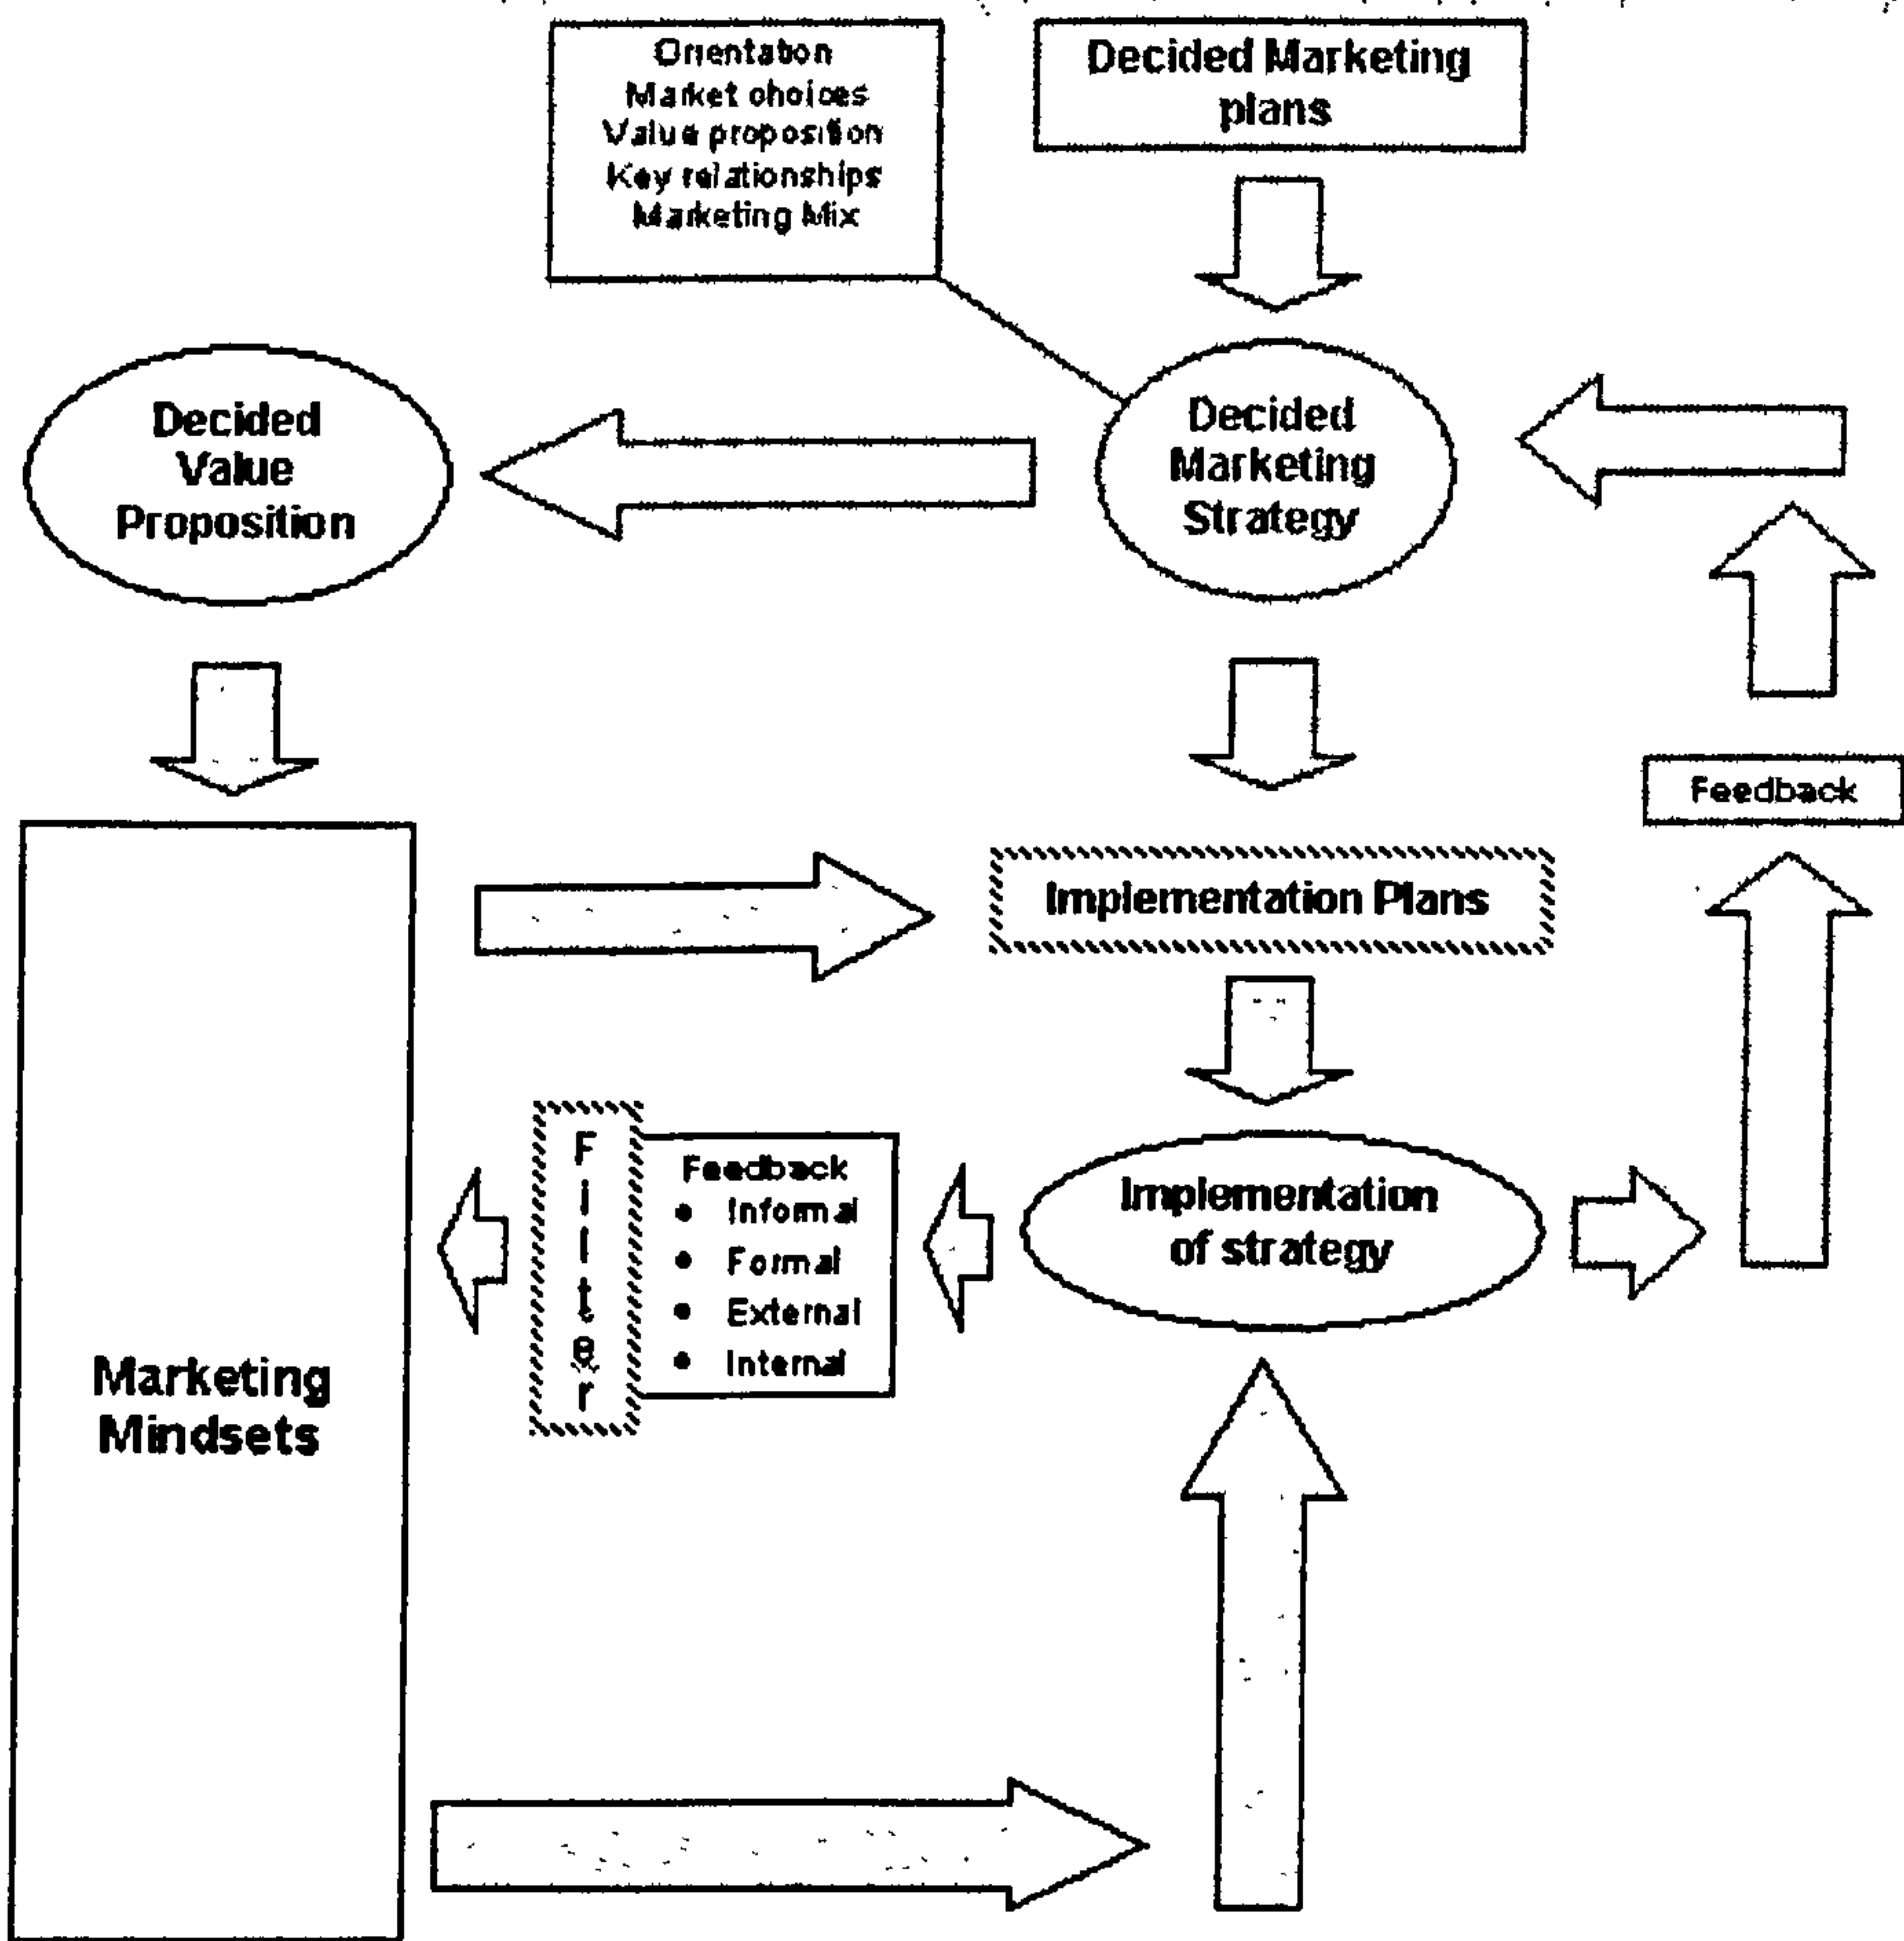 Orientation
Market choices
Value proposition
Key relationships
Marketing Mix
Decided Marketing
plans
Decided
Value
Proposition
Decided
Marketing
Strategy
Feedback
Implementation Plans
Filter
Feedback
• Informal
• Formal
• External
• Internal
Implementation
of strategy
Marketing
Mindsets